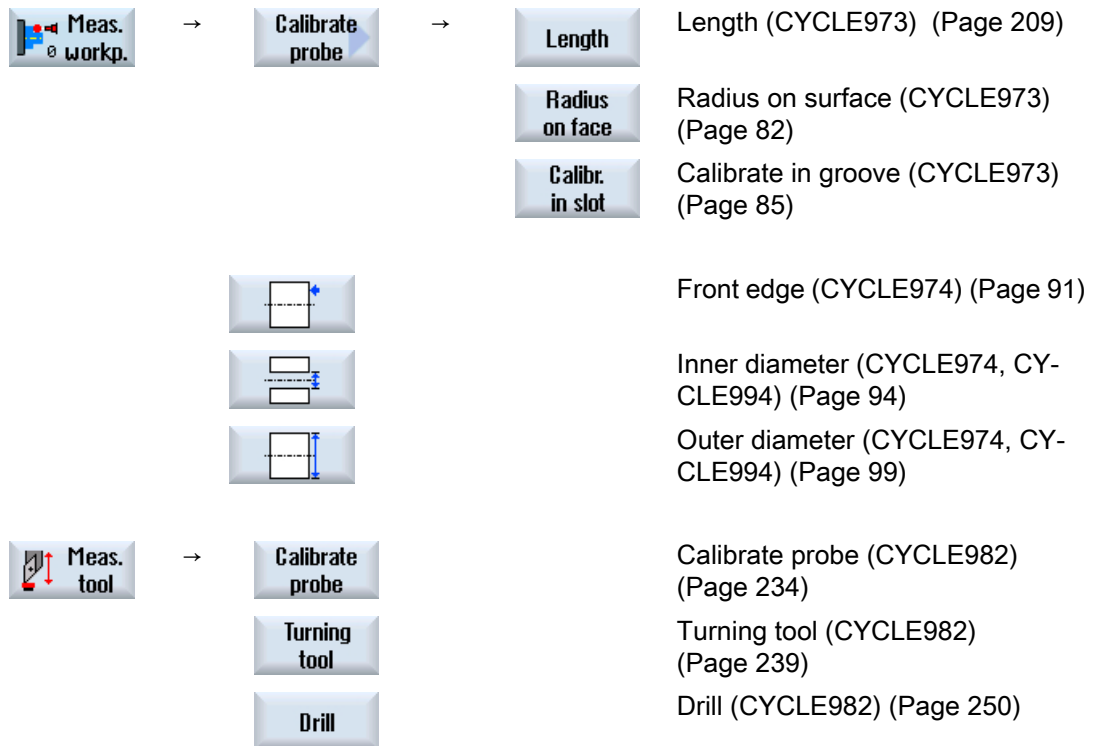 Meas.
0 workp.
→
Calibrate
probe
→
Length
Length (CYCLE973) (Page 209)
Radius
on face
Radius on surface (CYCLE973)
(Page 82)
Calibr.
in slot
Calibrate in groove (CYCLE973)
(Page 85)
Front edge (CYCLE974) (Page 91)
Inner diameter (CYCLE974, CY-
CLE994) (Page 94)
Outer diameter (CYCLE974, CY-
CLE994) (Page 99)
Meas.
tool
→
Calibrate
probe
Calibrate probe (CYCLE982)
(Page 234)
Turning
tool
Turning tool (CYCLE982)
(Page 239)
Drill
Drill (CYCLE982) (Page 250)